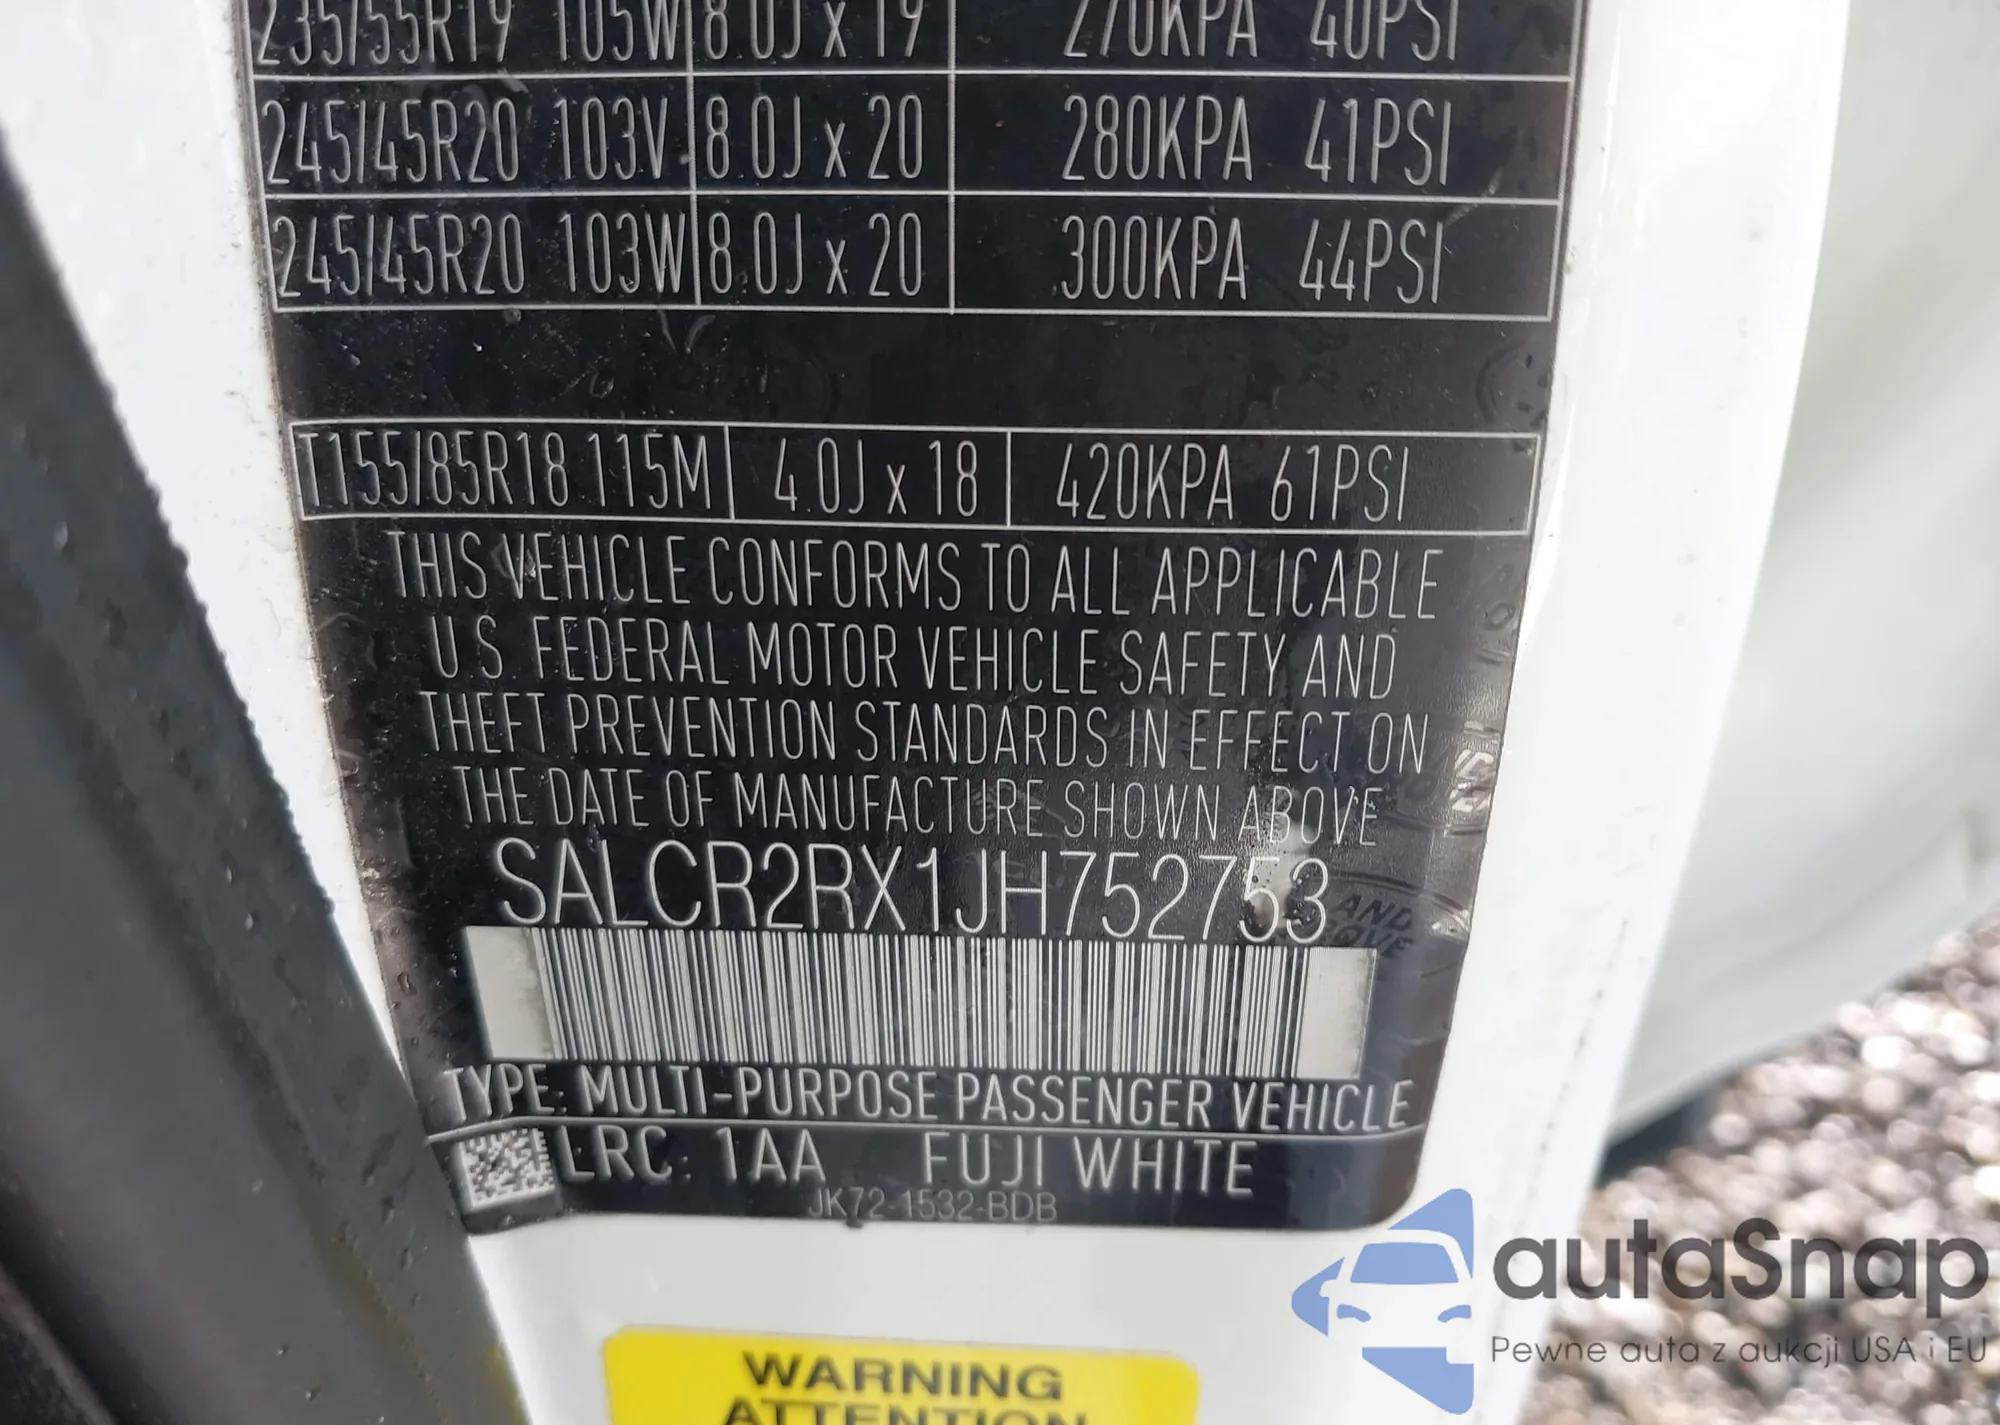 235/55R19 105W 8.0J x 19 270KPA 40PSI
245/45R20 103V 8.0J x 20 280KPA 41PSI
245/45R20 103W 8.0J x 20 300KPA 44PSI
T155/85R18 115M 4.0J x 18 420KPA 61PSI
THIS VEHICLE CONFORMS TO ALL APPLICABLE
U.S. FEDERAL MOTOR VEHICLE SAFETY AND
THEFT PREVENTION STANDARDS IN EFFECT ON
THE DATE OF MANUFACTURE SHOWN ABOVE
SALCR2RX1JH752753
TYPE: MULTI-PURPOSE PASSENGER VEHICLE
LRC: 1AA FUJI WHITE
JK72-1532-BDB
WARNING
ATTENTION
autaSnap
Pewne auta z aukcji USA i EU